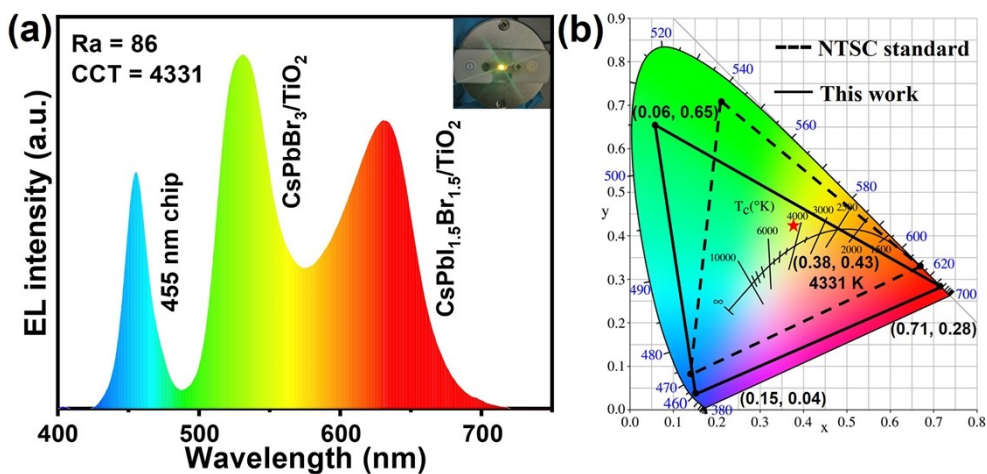 (a)
Ra = 86
CCT = 4331
EL intensity (a.u.)
455 nm chip
CsPbBr₃/TiO₂
CsPbI₁.₅Br₁.₅/TiO₂
400 500 600 700
Wavelength (nm)
(b)
NTSC standard
This work
(0.06, 0.65)
(0.38, 0.43)
4331 K
(0.71, 0.28)
(0.15, 0.04)
Tc(°K)
∞
10000
6000
4000
3000
2500
2000
1500
520
540
560
580
600
620
700
500
490
480
470
460
380
y
0.9
0.8
0.7
0.6
0.5
0.4
0.3
0.2
0.1
0.0
0.0 0.1 0.2 0.3 0.4 0.5 0.6 0.7 0.8
x